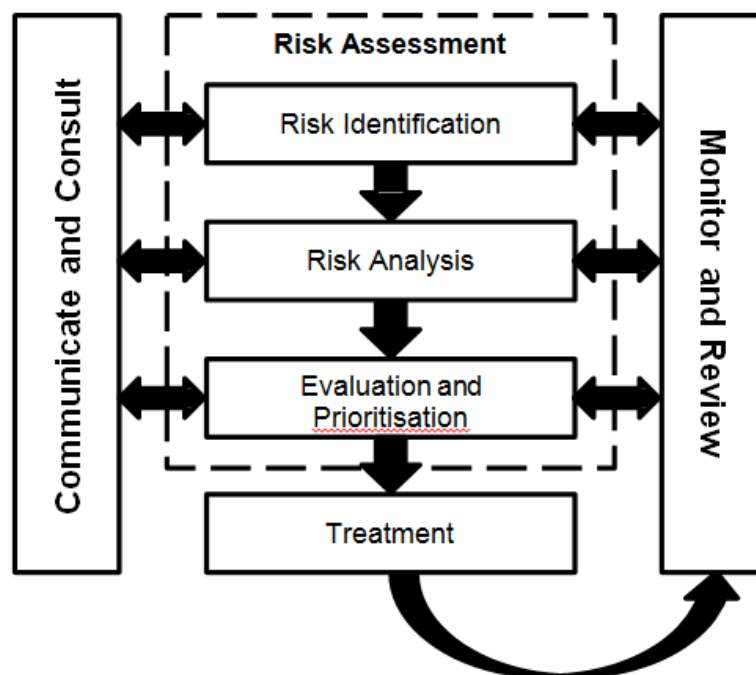 Risk Assessment
Communicate and Consult
Risk Identification
Risk Analysis
Evaluation and
Prioritisation
Treatment
Monitor and Review